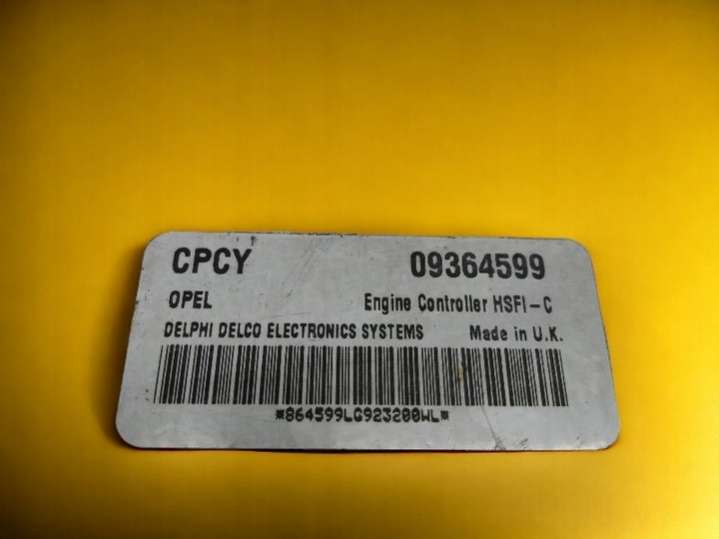 CPCY 09364599
OPEL Engine Controller HSFI-C
DELPHI DELCO ELECTRONICS SYSTEMS Made in U.K.
*864599LG923200WL*